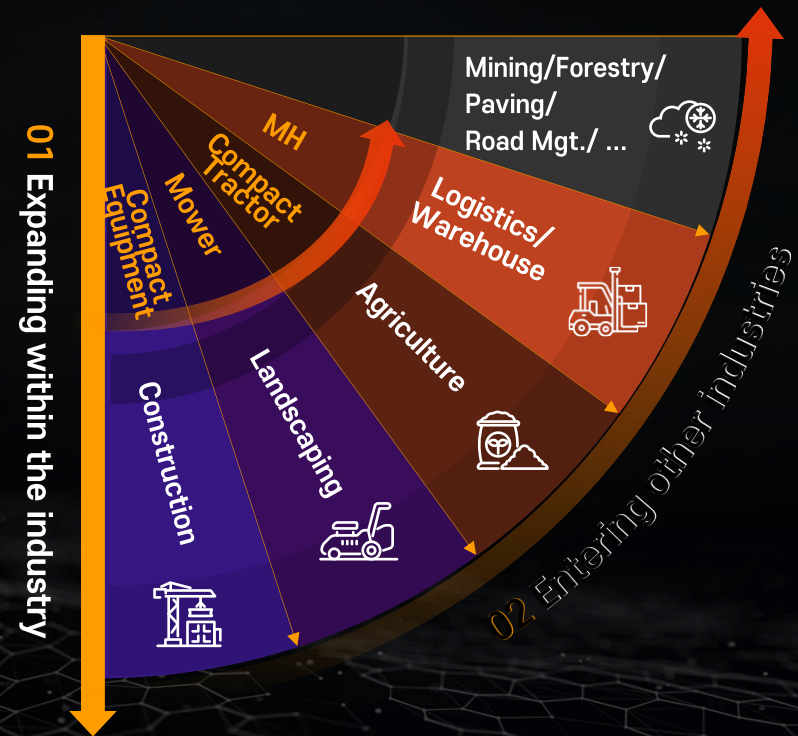 01 Expanding within the industry
Compact
Equipment
Mower
Compact
Tractor
MH
Construction
Landscaping
Agriculture
Logistics/
Warehouse
Mining/Forestry/
Paving/
Road Mgt./ ...
02 Entering other industries